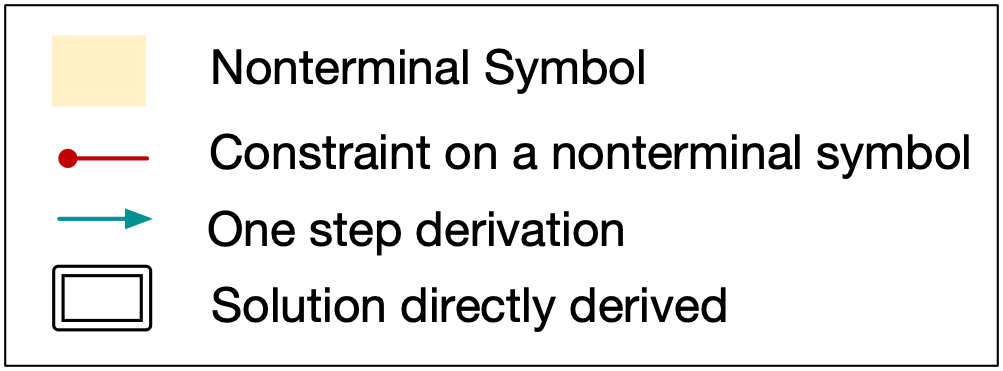 Nonterminal Symbol
Constraint on a nonterminal symbol
One step derivation
Solution directly derived